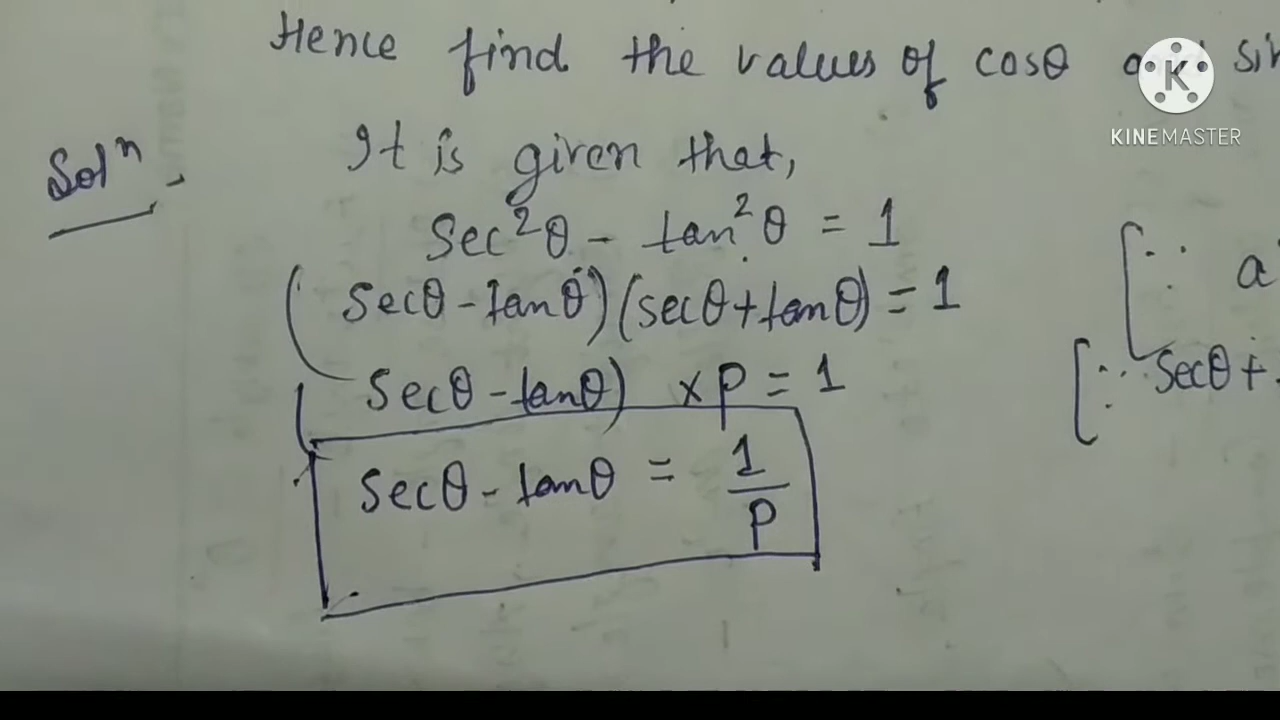 Hence find the values of cosθ
KINEMASTER
Solⁿ.
It is given that,
Sec²θ - tan²θ = 1
(Secθ - tanθ)(secθ + tanθ) = 1
[∵ a
(Secθ - tanθ) × P = 1
[∵ Secθ +
Secθ - tanθ = 1/P